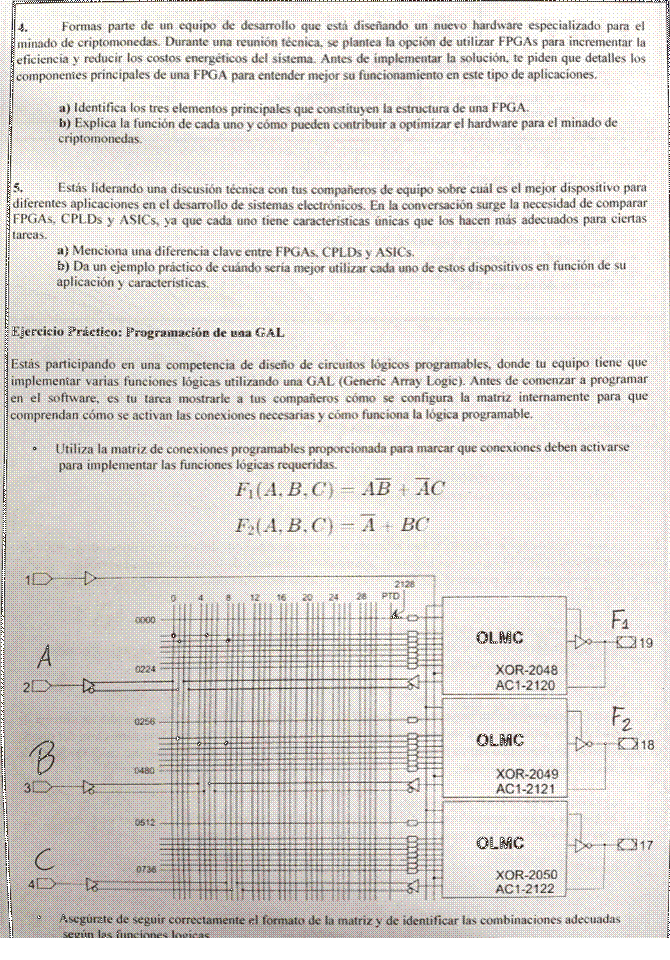 4. Formas parte de un equipo de desarrollo que está diseñando un nuevo hardware especializado para el
minado de criptomonedas. Durante una reunión técnica, se plantea la opción de utilizar FPGAs para incrementar la
eficiencia y reducir los costos energéticos del sistema. Antes de implementar la solución, te piden que detalles los
componentes principales de una FPGA para entender mejor su funcionamiento en este tipo de aplicaciones.
a) Identifica los tres elementos principales que constituyen la estructura de una FPGA.
b) Explica la función de cada uno y cómo pueden contribuir a optimizar el hardware para el minado de
criptomonedas.
5. Estás liderando una discusión técnica con tus compañeros de equipo sobre cuál es el mejor dispositivo para
diferentes aplicaciones en el desarrollo de sistemas electrónicos. En la conversación surge la necesidad de comparar
FPGAs, CPLDs y ASICs, ya que cada uno tiene características únicas que los hacen más adecuados para ciertas
tareas.
a) Menciona una diferencia clave entre FPGAs, CPLDs y ASICs.
b) Da un ejemplo práctico de cuándo sería mejor utilizar cada uno de estos dispositivos en función de su
aplicación y características.
Ejercicio Práctico: Programación de una GAL
Estás participando en una competencia de diseño de circuitos lógicos programables, donde tu equipo tiene que
implementar varias funciones lógicas utilizando una GAL (Generic Array Logic). Antes de comenzar a programar
en el software, es tu tarea mostrarle a tus compañeros cómo se configura la matriz internamente para que
comprendan cómo se activan las conexiones necesarias y cómo funciona la lógica programable.
° Utiliza la matriz de conexiones programables proporcionada para marcar que conexiones deben activarse
para implementar las funciones lógicas requeridas.
F₁(A, B, C) = AB̅ + A̅C
F₂(A, B, C) = A̅ + BC
1
2128
0 4 8 12 16 20 24 28 PTD
0000
F1
OLMC
19
A
0224
XOR-2048
2
AC1-2120
0256
F2
OLMC
18
B
0480
XOR-2049
3
AC1-2121
0512
OLMC
17
C
0736
XOR-2050
4
AC1-2122
° Asegúrate de seguir correctamente el formato de la matriz y de identificar las combinaciones adecuadas
según las funciones logicas